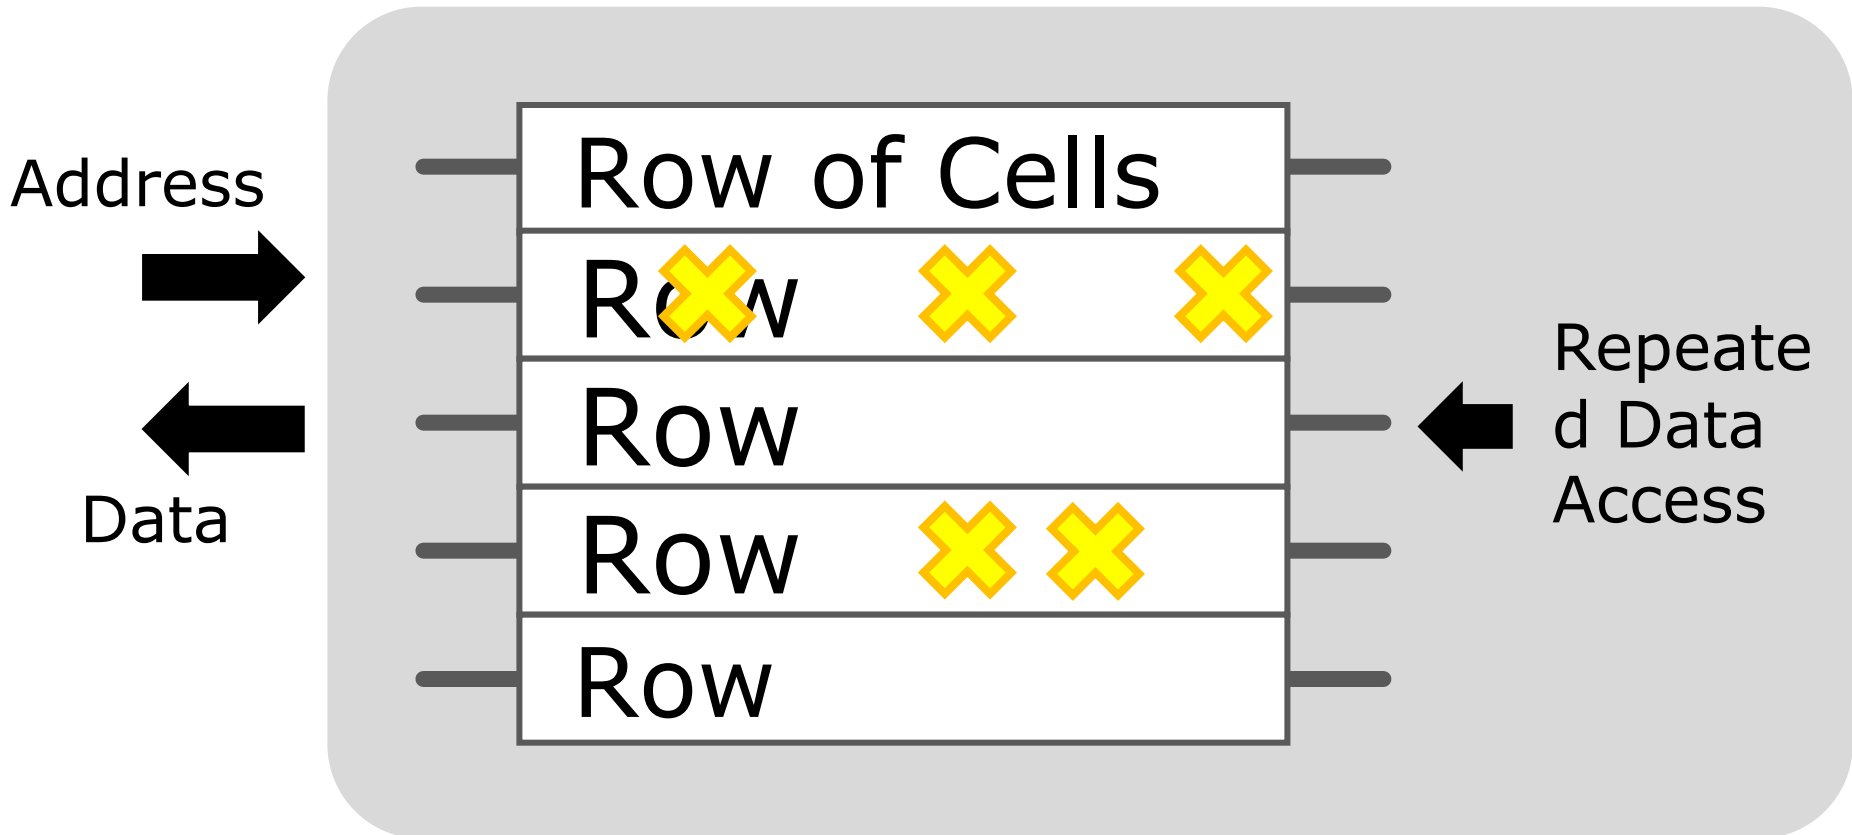 Address
Data
Row of Cells
Row
Row
Row
Row
Repeate
d Data
Access